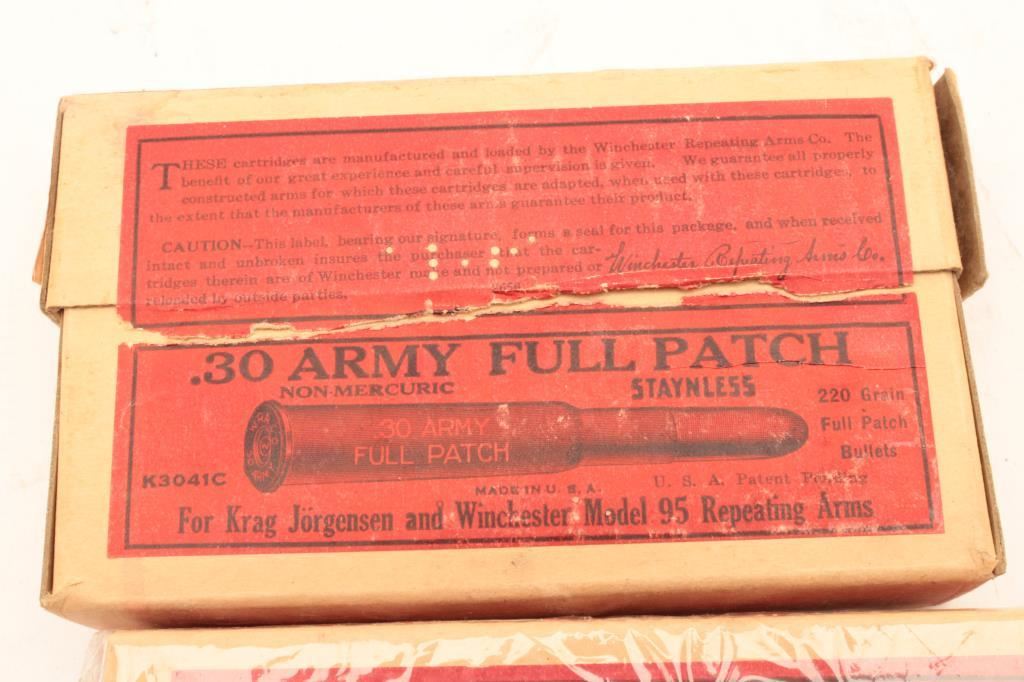 THESE cartridges are manufactured and loaded by the Winchester Repeating Arms Co. The
benefit of our great experience and careful supervision is given. We guarantee all properly
constructed arms for which these cartridges are adapted, when used with these cartridges, to
the extent that the manufacturers of these arms guarantee their product.
CAUTION—This label, bearing our signature, forms a seal for this package, and when received
intact and unbroken insures the purchaser that the car-
tridges therein are of Winchester make and not prepared or
reloaded by outside parties.
Winchester Repeating Arms Co.
.30 ARMY FULL PATCH
NON-MERCURIC STAYNLESS
220 Grain
Full Patch
Bullets
30 ARMY
FULL PATCH
K3041C
MADE IN U. S. A.
U. S. A. Patent Pending
For Krag Jörgensen and Winchester Model 95 Repeating Arms